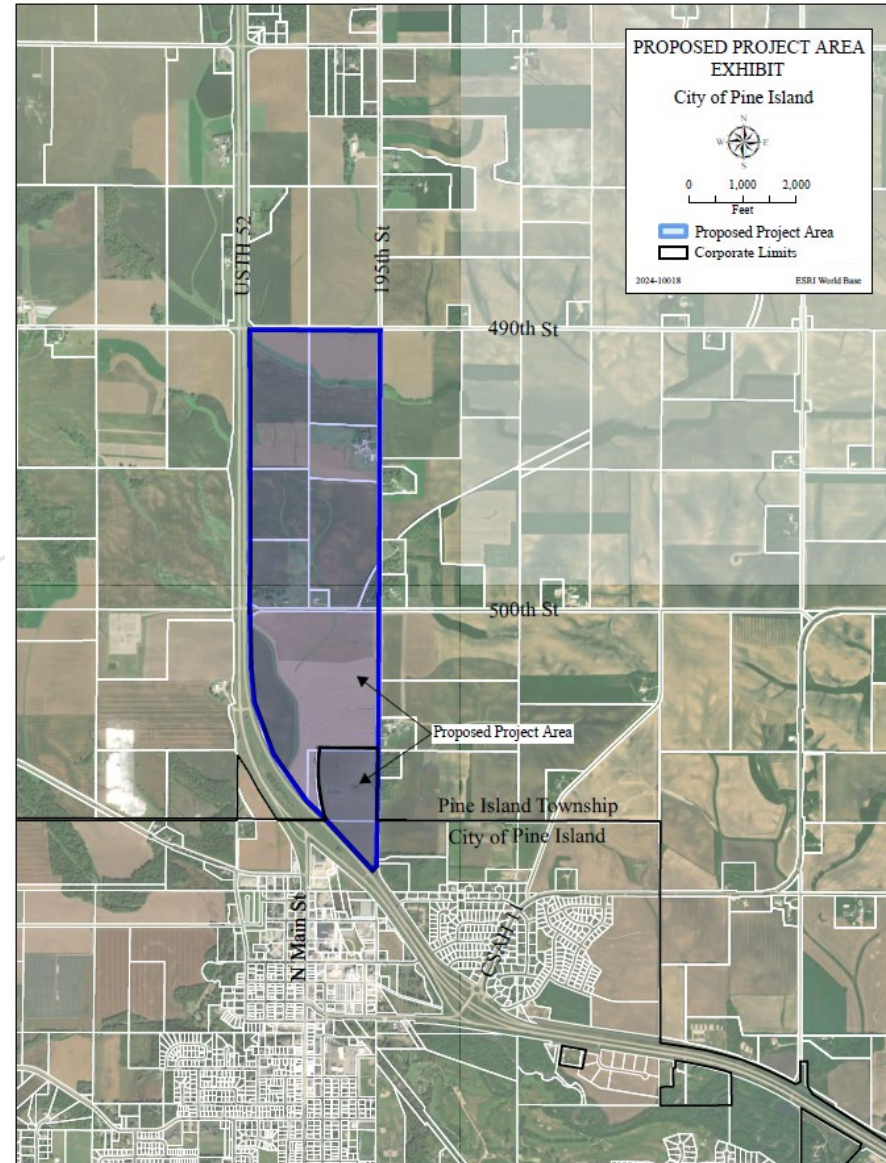 PROPOSED PROJECT AREA
EXHIBIT
City of Pine Island
N
W E
S
0 1,000 2,000
Feet
Proposed Project Area
Corporate Limits
2024-10018 ESRI World Base
USTH 52
195th St
490th St
500th St
Proposed Project Area
Pine Island Township
City of Pine Island
N Main St
CSAH 11